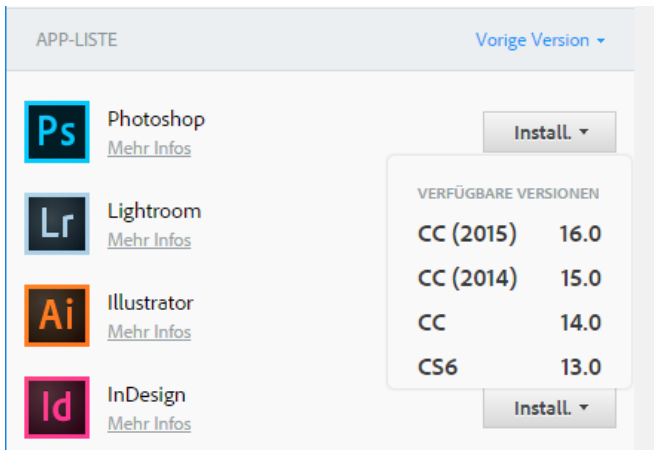 APP-LISTE
Vorige Version
Ps
Photoshop
Mehr Infos
Install.
Lr
Lightroom
Mehr Infos
Ai
Illustrator
Mehr Infos
Id
InDesign
Mehr Infos
VERFÜGBARE VERSIONEN
CC (2015) 16.0
CC (2014) 15.0
CC 14.0
CS6 13.0
Install.